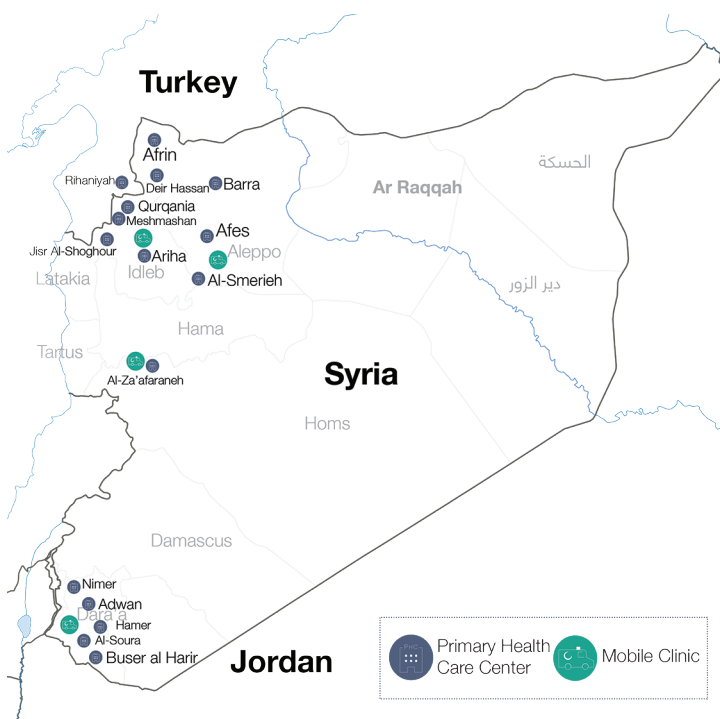 Turkey
Afrin
الحسكة
Rihaniyah
Deir Hassan
Barra
Ar Raqqah
Qurqania
Meshmashan
Afes
Jisr Al-Shoghour
Ariha
Aleppo
Idleb
Latakia
Al-Smerieh
دير الزور
Hama
Tartus
Al-Za'afaraneh
Syria
Homs
Damascus
Nimer
Adwan
Dara'a
Hamer
Al-Soura
Buser al Harir
Jordan
PHC
Primary Health
Care Center
Mobile Clinic